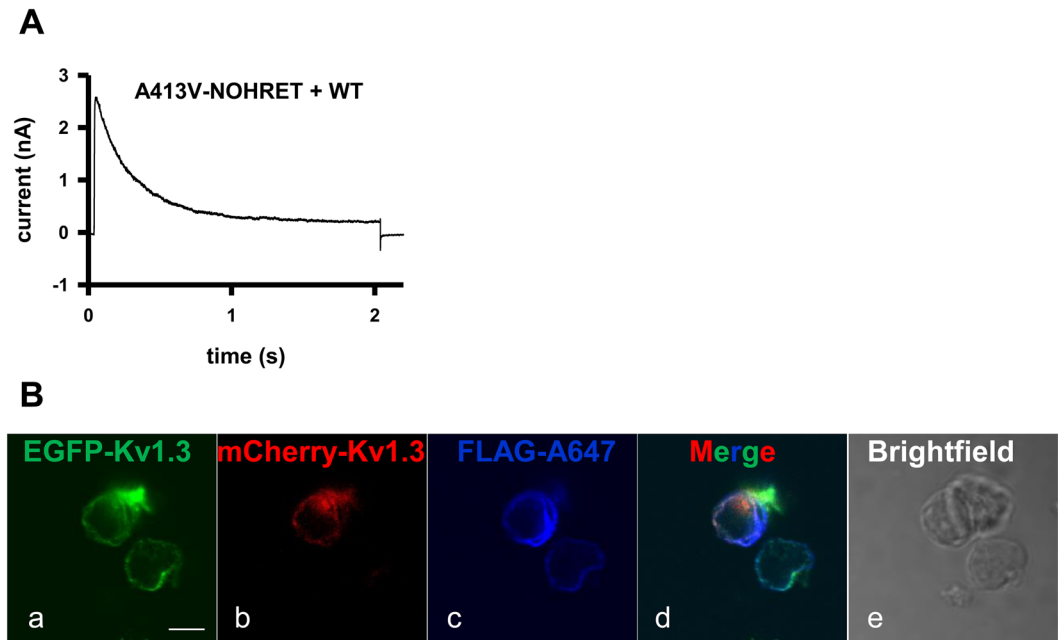 A
A413V-NOHRET + WT
current (nA)
3
2
1
0
-1
0 1 2
time (s)
B
EGFP-Kv1.3 mCherry-Kv1.3 FLAG-A647 Merge Brightfield
a b c d e